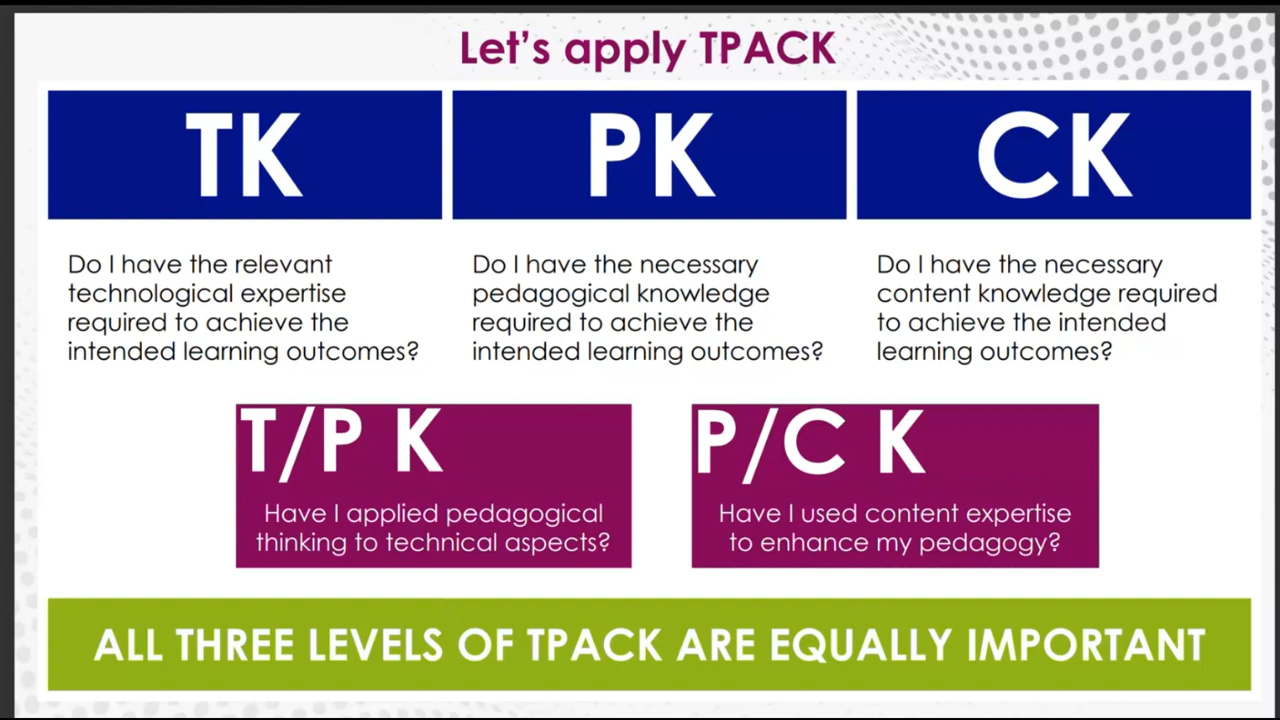 Let's apply TPACK
TK
PK
CK
Do I have the relevant
technological expertise
required to achieve the
intended learning outcomes?
Do I have the necessary
pedagogical knowledge
required to achieve the
intended learning outcomes?
Do I have the necessary
content knowledge required
to achieve the intended
learning outcomes?
T/P K
Have I applied pedagogical
thinking to technical aspects?
P/C K
Have I used content expertise
to enhance my pedagogy?
ALL THREE LEVELS OF TPACK ARE EQUALLY IMPORTANT